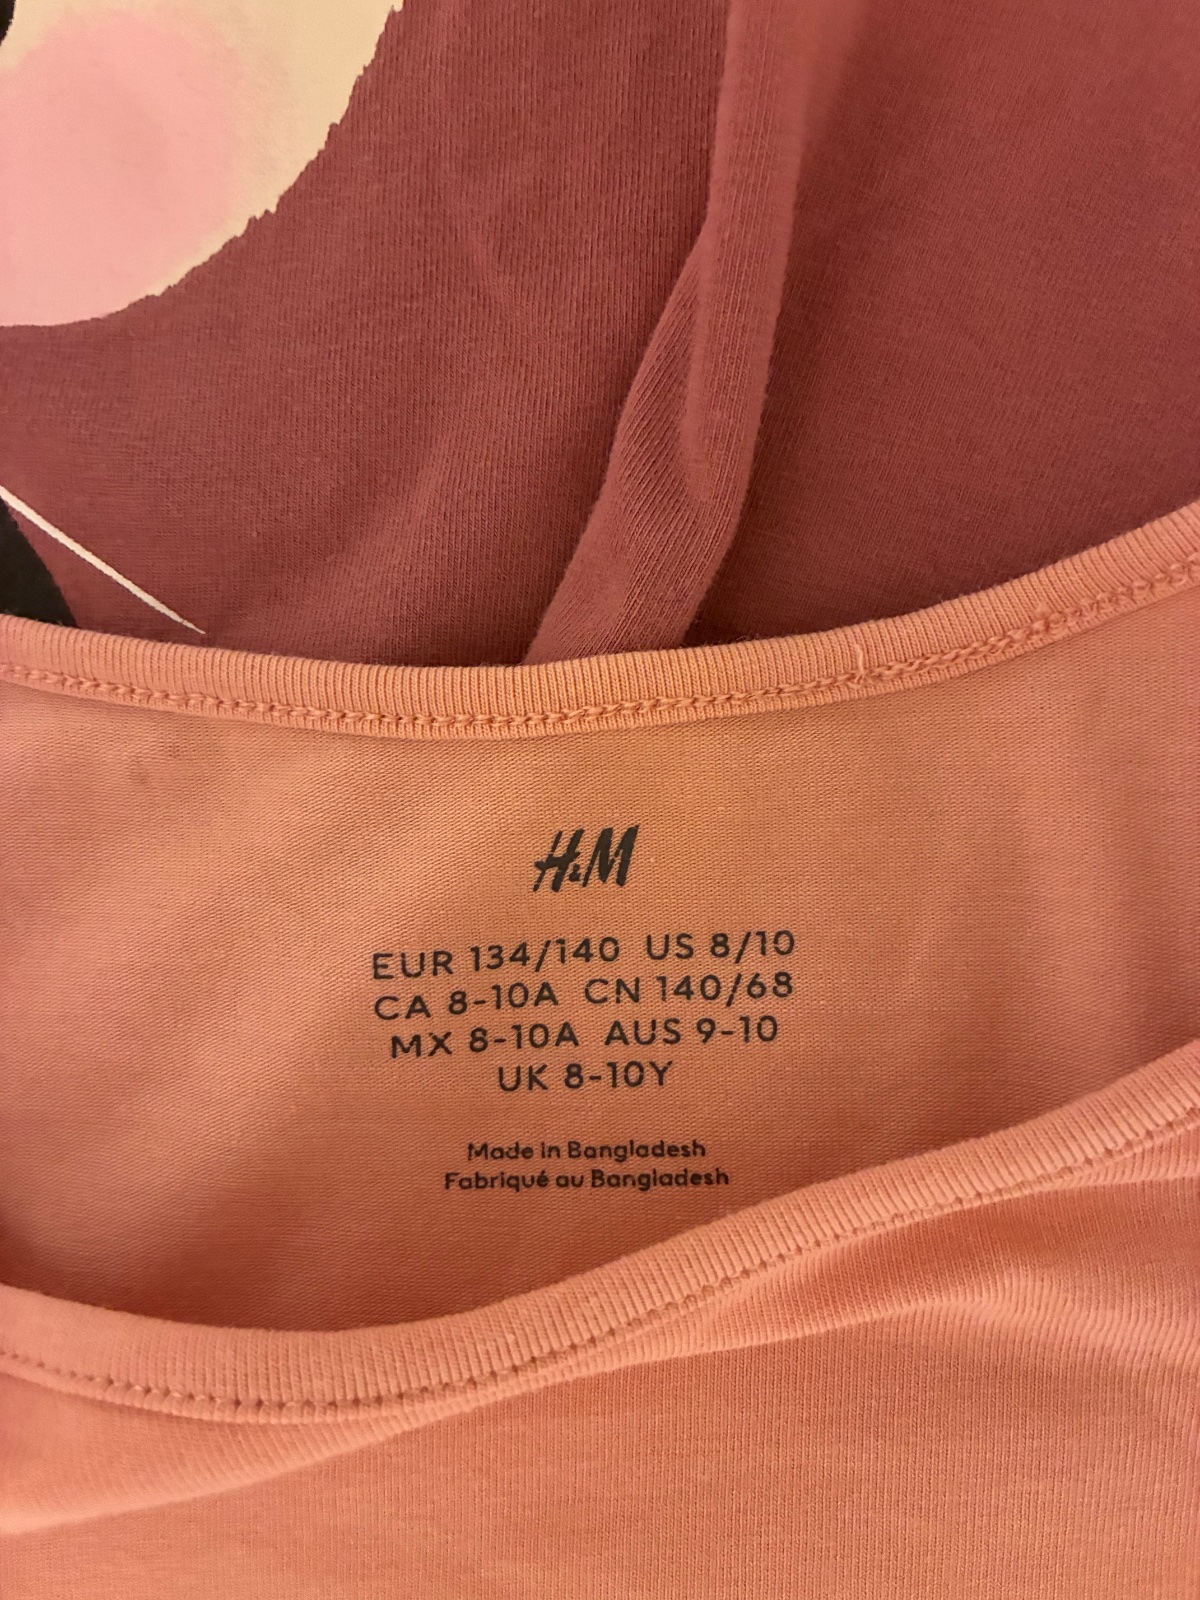 H&M
EUR 134/140 US 8/10
CA 8-10A CN 140/68
MX 8-10A AUS 9-10
UK 8-10Y
Made in Bangladesh
Fabriqué au Bangladesh